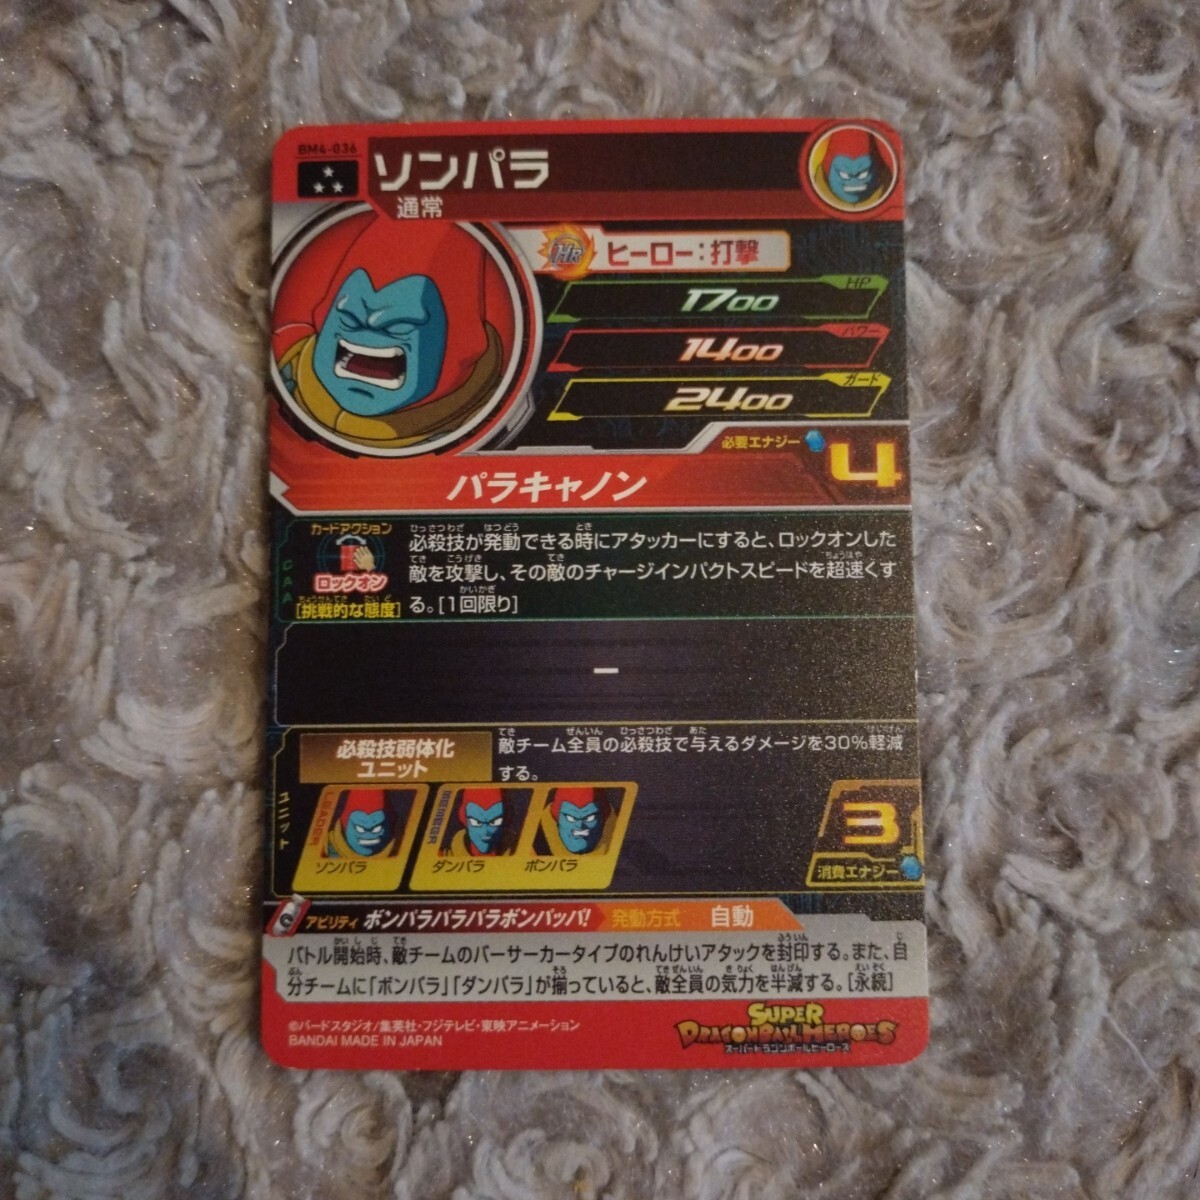 BM4-036
ソンパラ
通常
HR
ヒーロー:打撃
HP
1700
パワー
1400
ガード
2400
必要エナジー 4
パラキャノン
カードアクション
ロックオン
[挑戦的な態度]
CAA
必殺技が発動できる時にアタッカーにすると、ロックオンした
敵を攻撃し、その敵のチャージインパクトスピードを超速くす
る。[1回限り]
−
必殺技弱体化
ユニット
敵チーム全員の必殺技で与えるダメージを30%軽減
する。
ユニット
LEADER
ソンパラ
MEMBER
ダンパラ
ボンパラ
3
消費エナジー
アビリティ ボンパラパラパラボンパッパ! 発動方式 自動
バトル開始時、敵チームのバーサーカータイプのれんけいアタックを封印する。また、自
分チームに「ボンパラ」「ダンパラ」が揃っていると、敵全員の気力を半減する。[永続]
©バードスタジオ/集英社・フジテレビ・東映アニメーション
BANDAI MADE IN JAPAN
SUPER
DRAGONBALL HEROES
スーパードラゴンボールヒーローズ